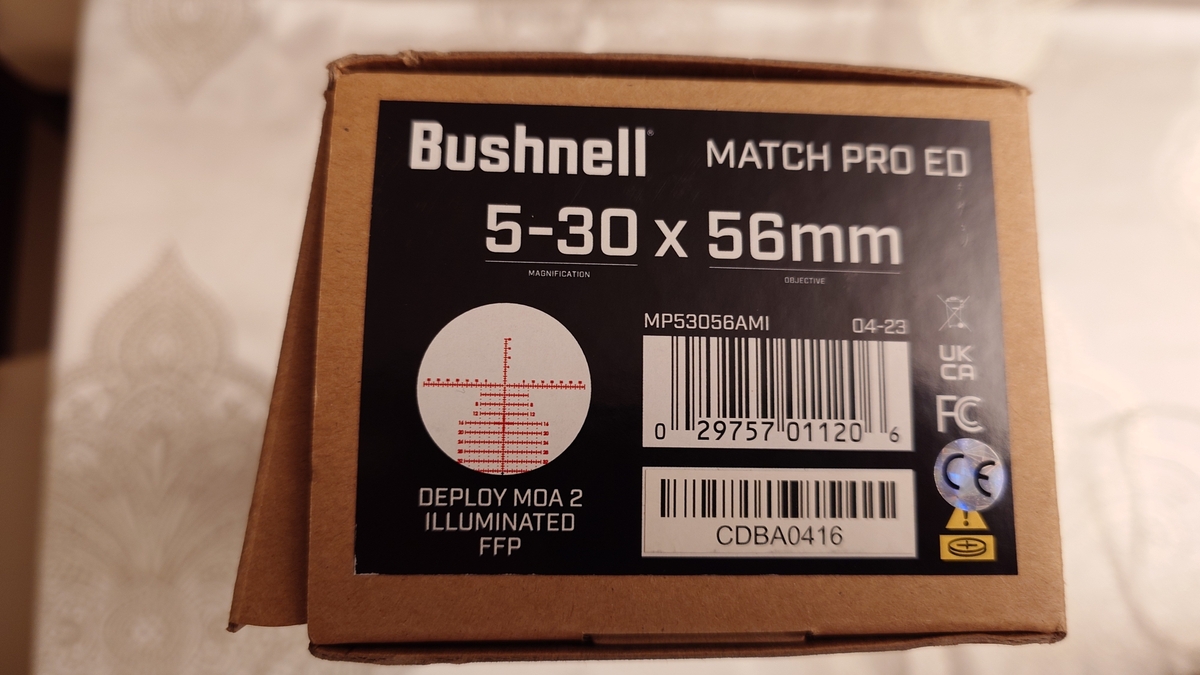 Bushnell® MATCH PRO ED
5-30 x 56mm
MAGNIFICATION OBJECTIVE
MP53056AMI 04-23
0 29757 01120 6
UK
CA
FC
CE
CDBA0416
DEPLOY MOA 2
ILLUMINATED
FFP